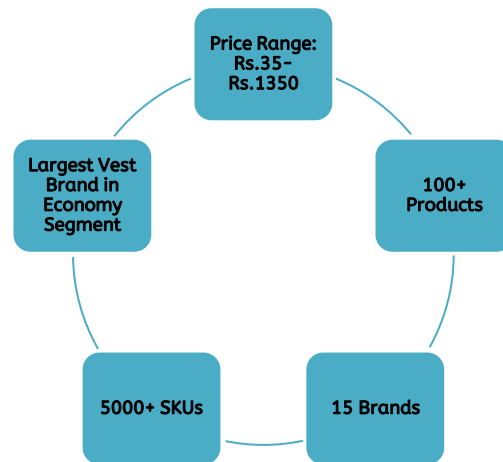 Price Range:
Rs.35-
Rs.1350
100+
Products
15 Brands
5000+ SKUs
Largest Vest
Brand in
Economy
Segment